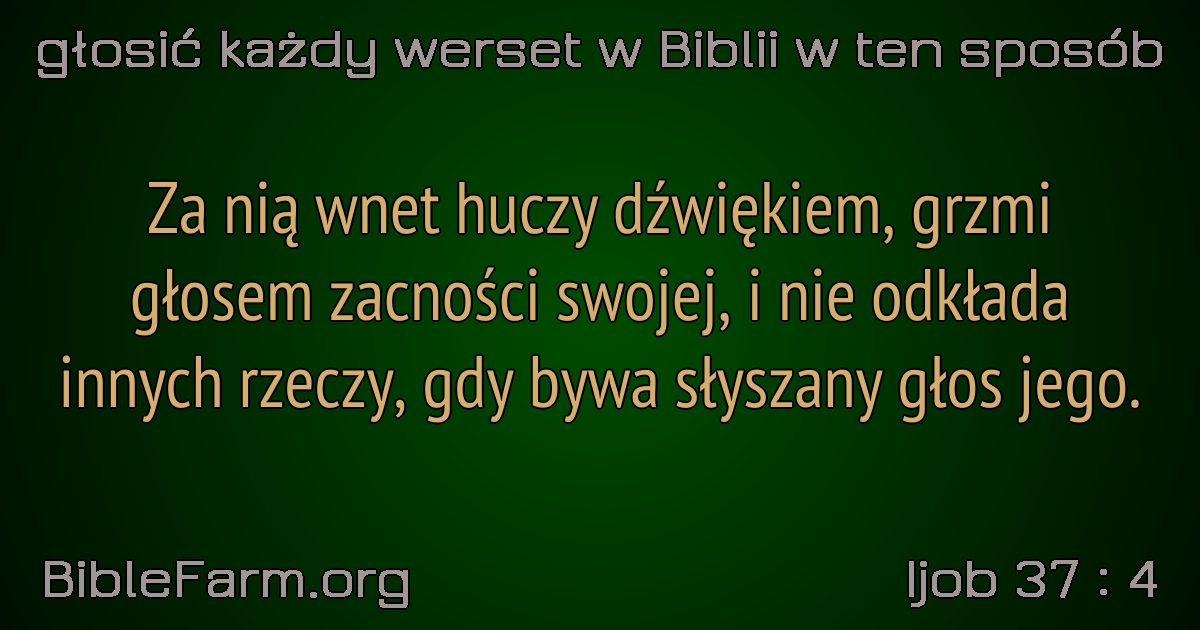 głosić każdy werset w Biblii w ten sposób
Za nią wnet huczy dźwiękiem, grzmi
głosem zacności swojej, i nie odkłada
innych rzeczy, gdy bywa słyszany głos jego.
BibleFarm.org
Ijob 37 : 4